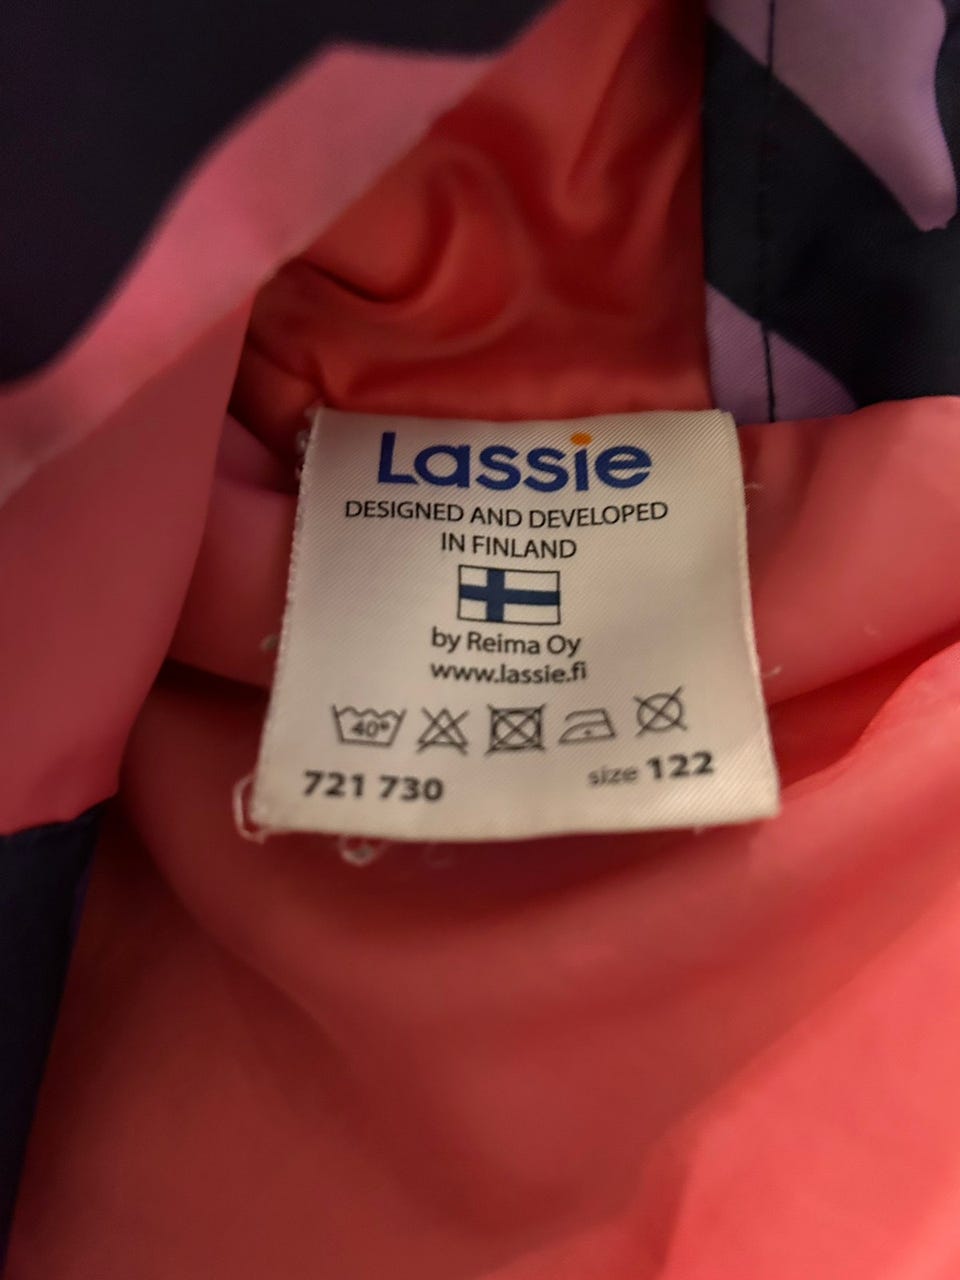 Lassie
DESIGNED AND DEVELOPED
IN FINLAND
by Reima Oy
www.lassie.fi
40°
721 730 size 122